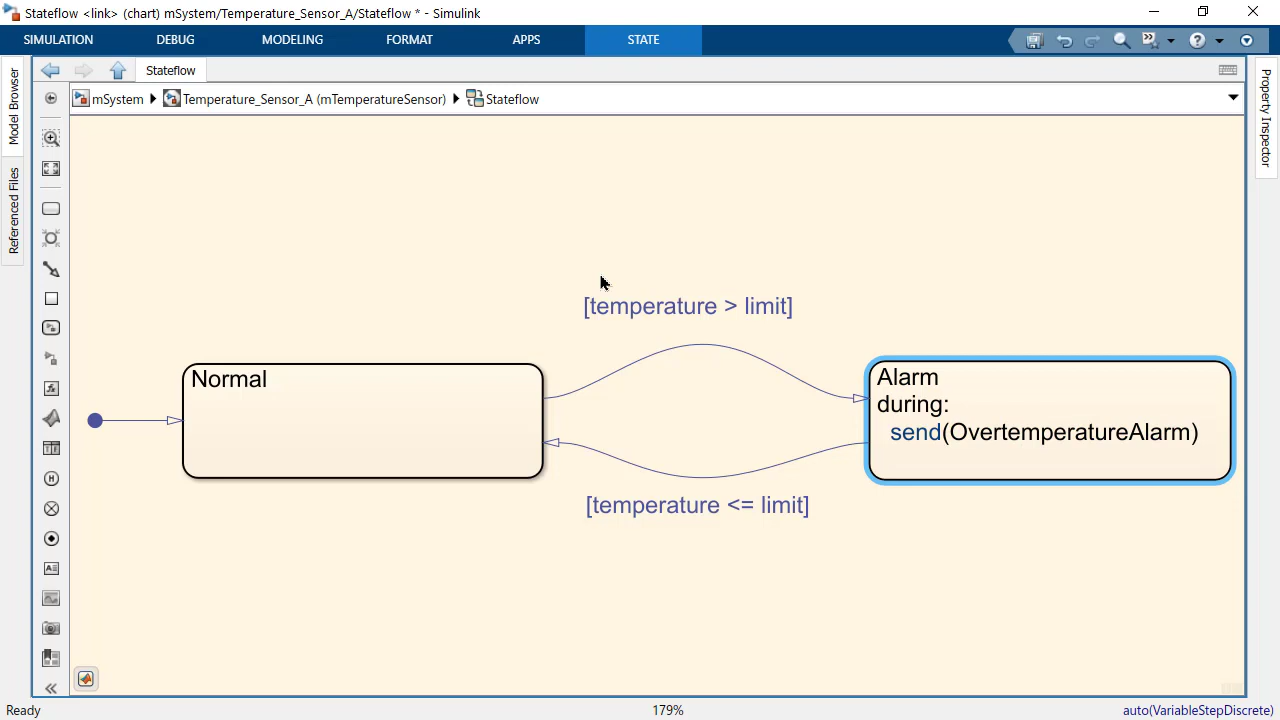 Stateflow <link> (chart) mSystem/Temperature_Sensor_A/Stateflow * - Simulink
SIMULATION DEBUG MODELING FORMAT APPS STATE
Stateflow
mSystem Temperature_Sensor_A (mTemperatureSensor) Stateflow
Model Browser
Referenced Files
Property Inspector
[temperature > limit]
Normal
Alarm
during:
send(OvertemperatureAlarm)
[temperature <= limit]
Ready 179% auto(VariableStepDiscrete)